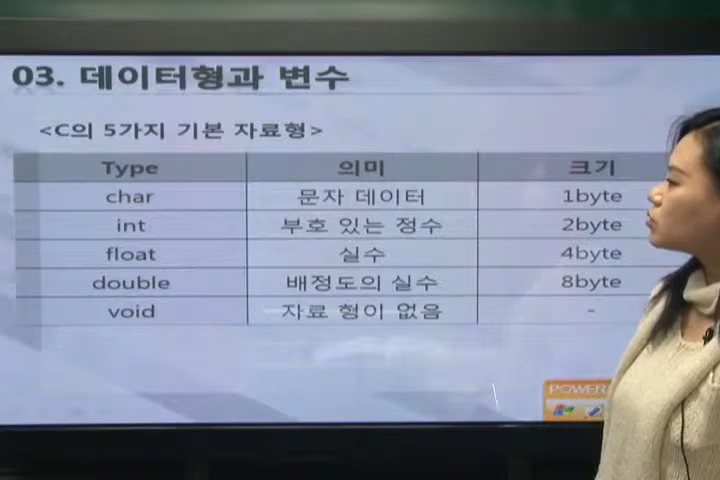 03. 데이터형과 변수
<C의 5가지 기본 자료형>
Type 의미 크기
char 문자 데이터 1byte
int 부호 있는 정수 2byte
float 실수 4byte
double 배정도의 실수 8byte
void 자료 형이 없음 -
POWER